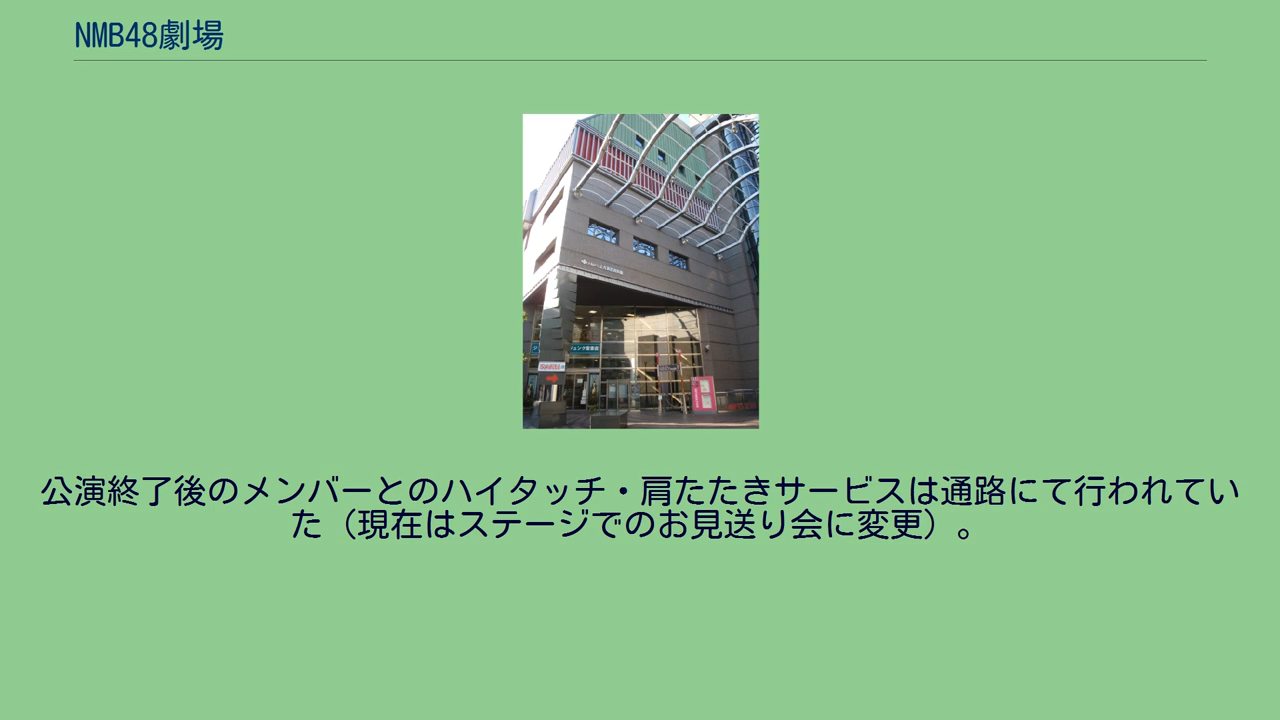 NMB48劇場
公演終了後のメンバーとのハイタッチ・肩たたきサービスは通路にて行われてい
た（現在はステージでのお見送り会に変更）。